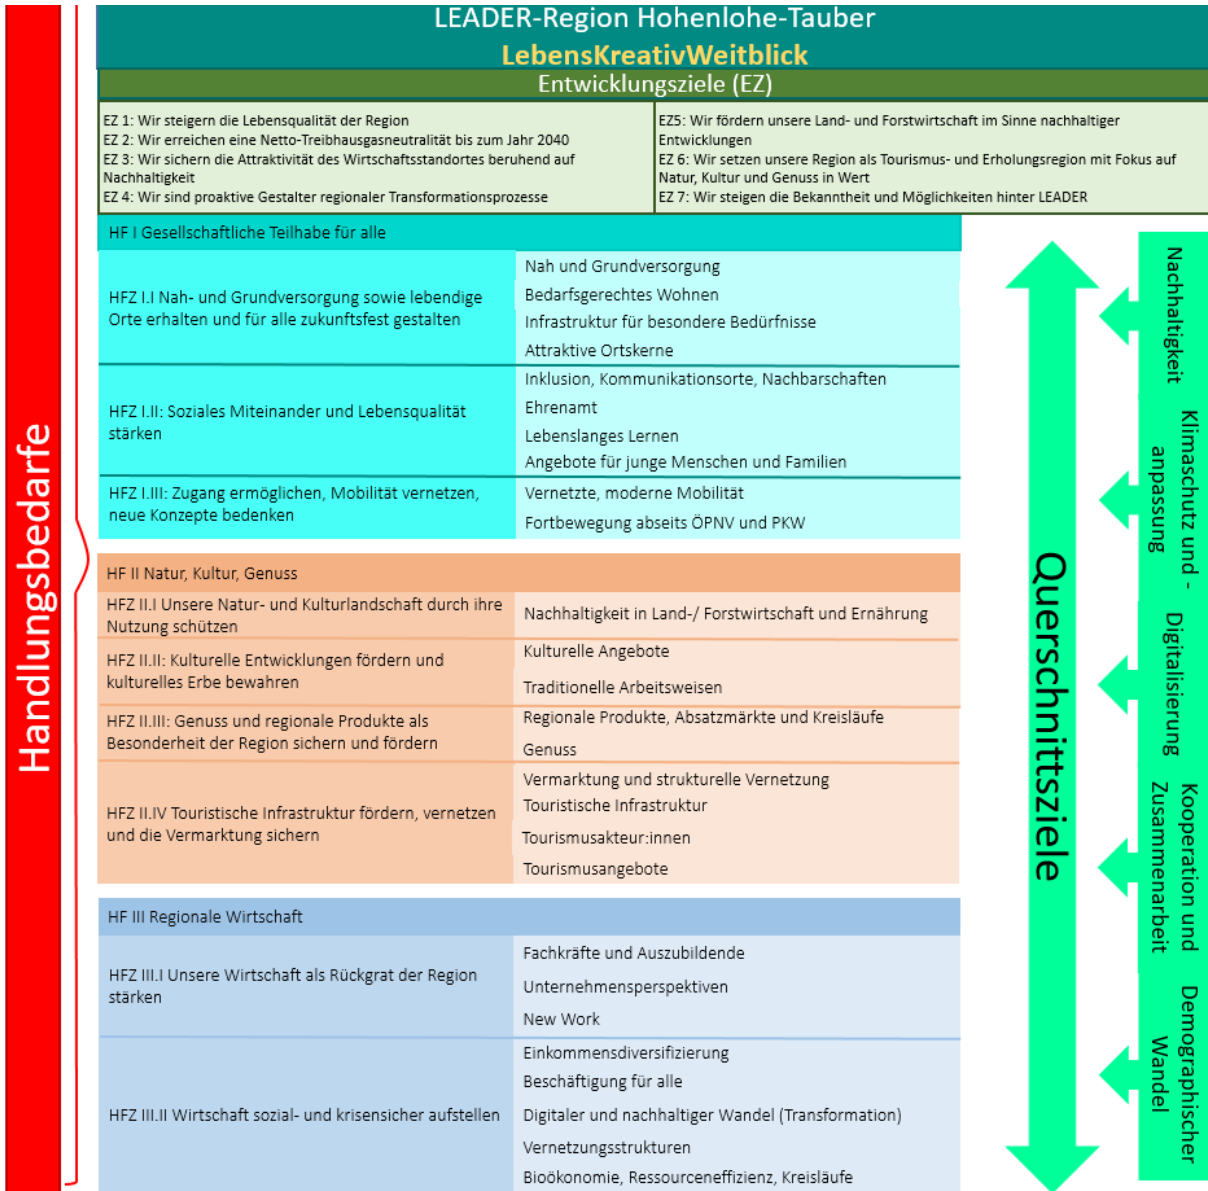 LEADER-Region Hohenlohe-Tauber
LebensKreativWeitblick
Entwicklungsziele (EZ)
EZ 1: Wir steigern die Lebensqualität der Region
EZ 2: Wir erreichen eine Netto-Treibhausgasneutralität bis zum Jahr 2040
EZ 3: Wir sichern die Attraktivität des Wirtschaftsstandortes beruhend auf
Nachhaltigkeit
EZ 4: Wir sind proaktive Gestalter regionaler Transformationsprozesse
EZ5: Wir fördern unsere Land- und Forstwirtschaft im Sinne nachhaltiger
Entwicklungen
EZ 6: Wir setzen unsere Region als Tourismus- und Erholungsregion mit Fokus auf
Natur, Kultur und Genuss in Wert
EZ 7: Wir steigen die Bekanntheit und Möglichkeiten hinter LEADER
Handlungsbedarfe
HF I Gesellschaftliche Teilhabe für alle
HFZ I.I Nah- und Grundversorgung sowie lebendige
Orte erhalten und für alle zukunftsfest gestalten
Nah und Grundversorgung
Bedarfsgerechtes Wohnen
Infrastruktur für besondere Bedürfnisse
Attraktive Ortskerne
HFZ I.II: Soziales Miteinander und Lebensqualität
stärken
Inklusion, Kommunikationsorte, Nachbarschaften
Ehrenamt
Lebenslanges Lernen
Angebote für junge Menschen und Familien
HFZ I.III: Zugang ermöglichen, Mobilität vernetzen,
neue Konzepte bedenken
Vernetzte, moderne Mobilität
Fortbewegung abseits ÖPNV und PKW
HF II Natur, Kultur, Genuss
HFZ II.I Unsere Natur- und Kulturlandschaft durch ihre
Nutzung schützen
Nachhaltigkeit in Land-/ Forstwirtschaft und Ernährung
HFZ II.II: Kulturelle Entwicklungen fördern und
kulturelles Erbe bewahren
Kulturelle Angebote
Traditionelle Arbeitsweisen
HFZ II.III: Genuss und regionale Produkte als
Besonderheit der Region sichern und fördern
Regionale Produkte, Absatzmärkte und Kreisläufe
Genuss
HFZ II.IV Touristische Infrastruktur fördern, vernetzen
und die Vermarktung sichern
Vermarktung und strukturelle Vernetzung
Touristische Infrastruktur
Tourismusakteur:innen
Tourismusangebote
HF III Regionale Wirtschaft
HFZ III.I Unsere Wirtschaft als Rückgrat der Region
stärken
Fachkräfte und Auszubildende
Unternehmensperspektiven
New Work
HFZ III.II Wirtschaft sozial- und krisensicher aufstellen
Einkommensdiversifizierung
Beschäftigung für alle
Digitaler und nachhaltiger Wandel (Transformation)
Vernetzungsstrukturen
Bioökonomie, Ressourceneffizienz, Kreisläufe
Querschnittsziele
Nachhaltigkeit
Klimaschutz und -
anpassung
Digitalisierung
Kooperation und
Zusammenarbeit
Demographischer
Wandel